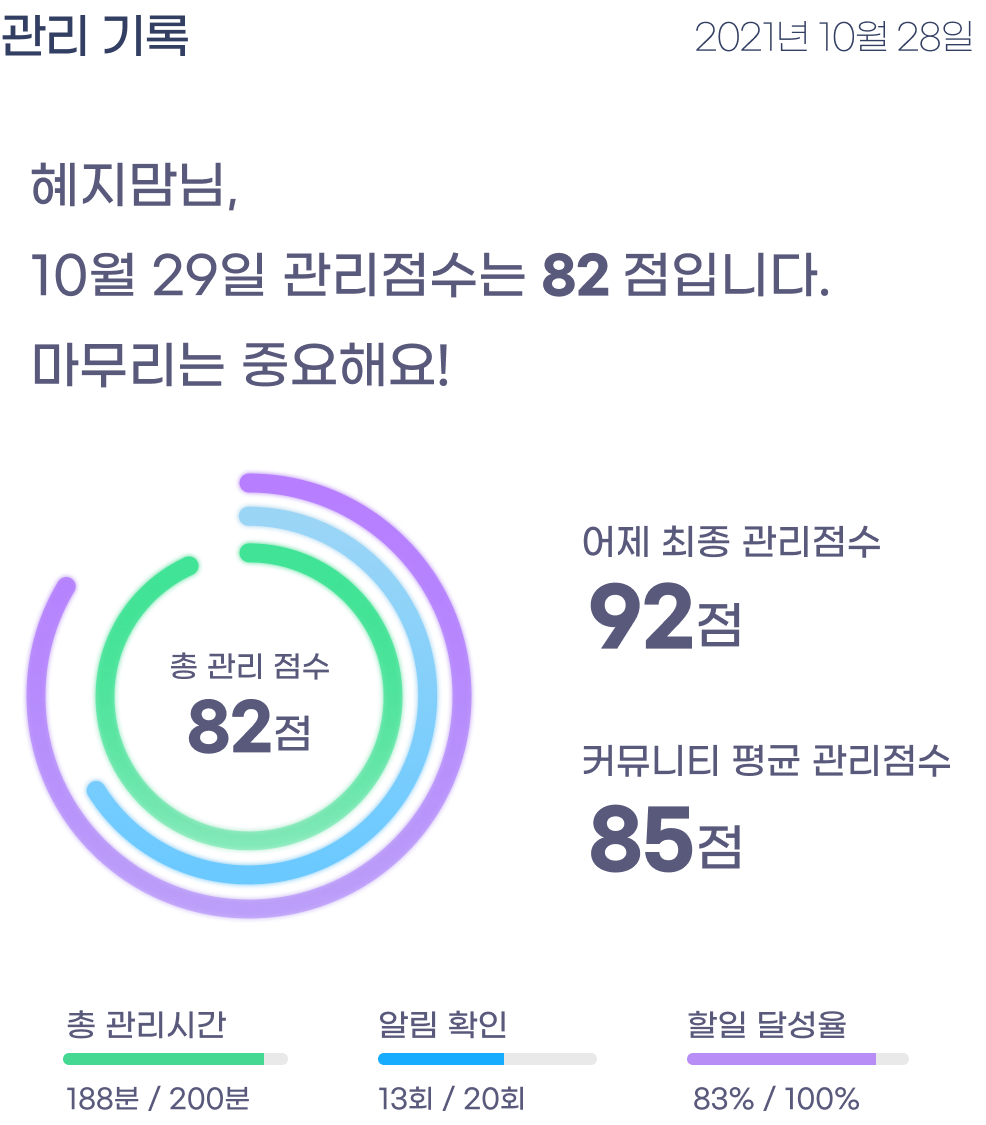 관리 기록
2021년 10월 28일
혜지맘님,
10월 29일 관리점수는 82 점입니다.
마무리는 중요해요!
총 관리 점수
82점
어제 최종 관리점수
92점
커뮤니티 평균 관리점수
85점
총 관리시간
188분 / 200분
알림 확인
13회 / 20회
할일 달성율
83% / 100%